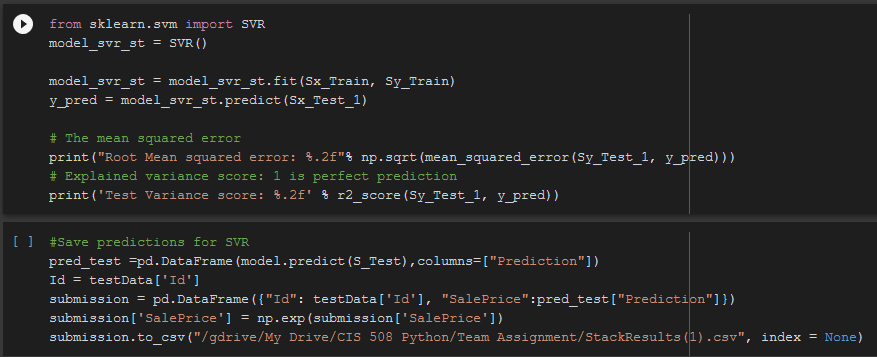 from sklearn.svm import SVR
model_svr_st = SVR()
model_svr_st = model_svr_st.fit(Sx_Train, Sy_Train)
y_pred = model_svr_st.predict(Sx_Test_1)
# The mean squared error
print("Root Mean squared error: %.2f"% np.sqrt(mean_squared_error(Sy_Test_1, y_pred)))
# Explained variance score: 1 is perfect prediction
print('Test Variance score: %.2f' % r2_score(Sy_Test_1, y_pred))
[ ] #Save predictions for SVR
pred_test =pd.DataFrame(model.predict(S_Test),columns=["Prediction"])
Id = testData['Id']
submission = pd.DataFrame({"Id": testData['Id'], "SalePrice":pred_test["Prediction"]})
submission['SalePrice'] = np.exp(submission['SalePrice'])
submission.to_csv("/gdrive/My Drive/CIS 508 Python/Team Assignment/StackResults(1).csv", index = None)